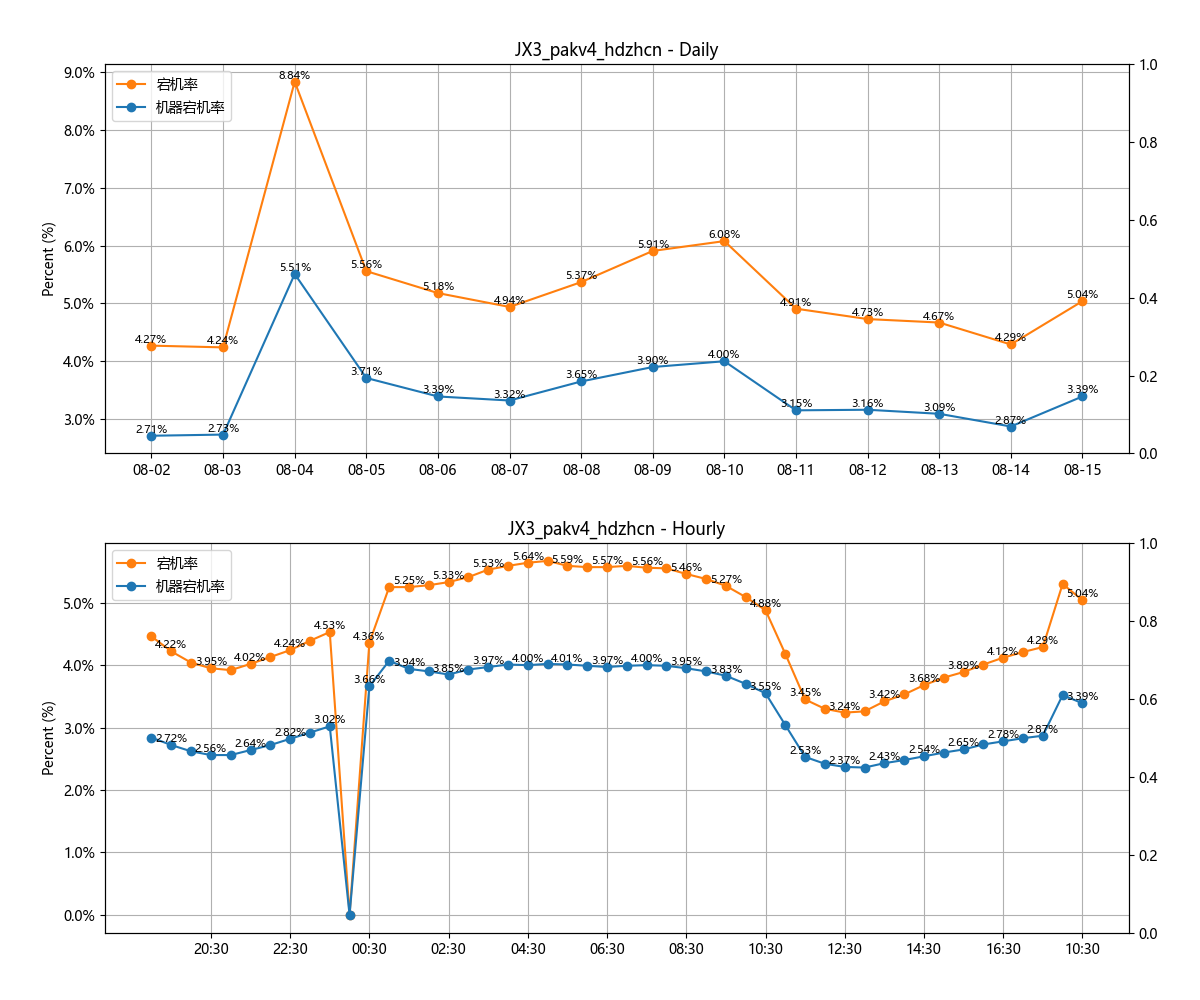 JX3_pakv4_hdzhcn - Daily
宕机率
机器宕机率
Percent (%)
9.0%
8.0%
7.0%
6.0%
5.0%
4.0%
3.0%
1.0
0.8
0.6
0.4
0.2
0.0
4.27% 4.24% 8.84% 5.56% 5.18% 4.94% 5.37% 5.91% 6.08% 4.91% 4.73% 4.67% 4.29% 5.04%
2.71% 2.73% 5.51% 3.71% 3.39% 3.32% 3.65% 3.90% 4.00% 3.15% 3.16% 3.09% 2.87% 3.39%
08-02 08-03 08-04 08-05 08-06 08-07 08-08 08-09 08-10 08-11 08-12 08-13 08-14 08-15
JX3_pakv4_hdzhcn - Hourly
宕机率
机器宕机率
Percent (%)
5.0%
4.0%
3.0%
2.0%
1.0%
0.0%
1.0
0.8
0.6
0.4
0.2
0.0
4.22% 3.95% 4.02% 4.24% 4.53% 4.36% 5.25% 5.33% 5.53% 5.64% 5.59% 5.57% 5.56% 5.46% 5.27% 4.88% 3.45% 3.24% 3.42% 3.68% 3.89% 4.12% 4.29% 5.04%
2.72% 2.56% 2.64% 2.82% 3.02% 3.66% 3.94% 3.85% 3.97% 4.00% 4.01% 3.97% 4.00% 3.95% 3.83% 3.55% 2.53% 2.37% 2.43% 2.54% 2.65% 2.78% 2.87% 3.39%
20:30 22:30 00:30 02:30 04:30 06:30 08:30 10:30 12:30 14:30 16:30 10:30